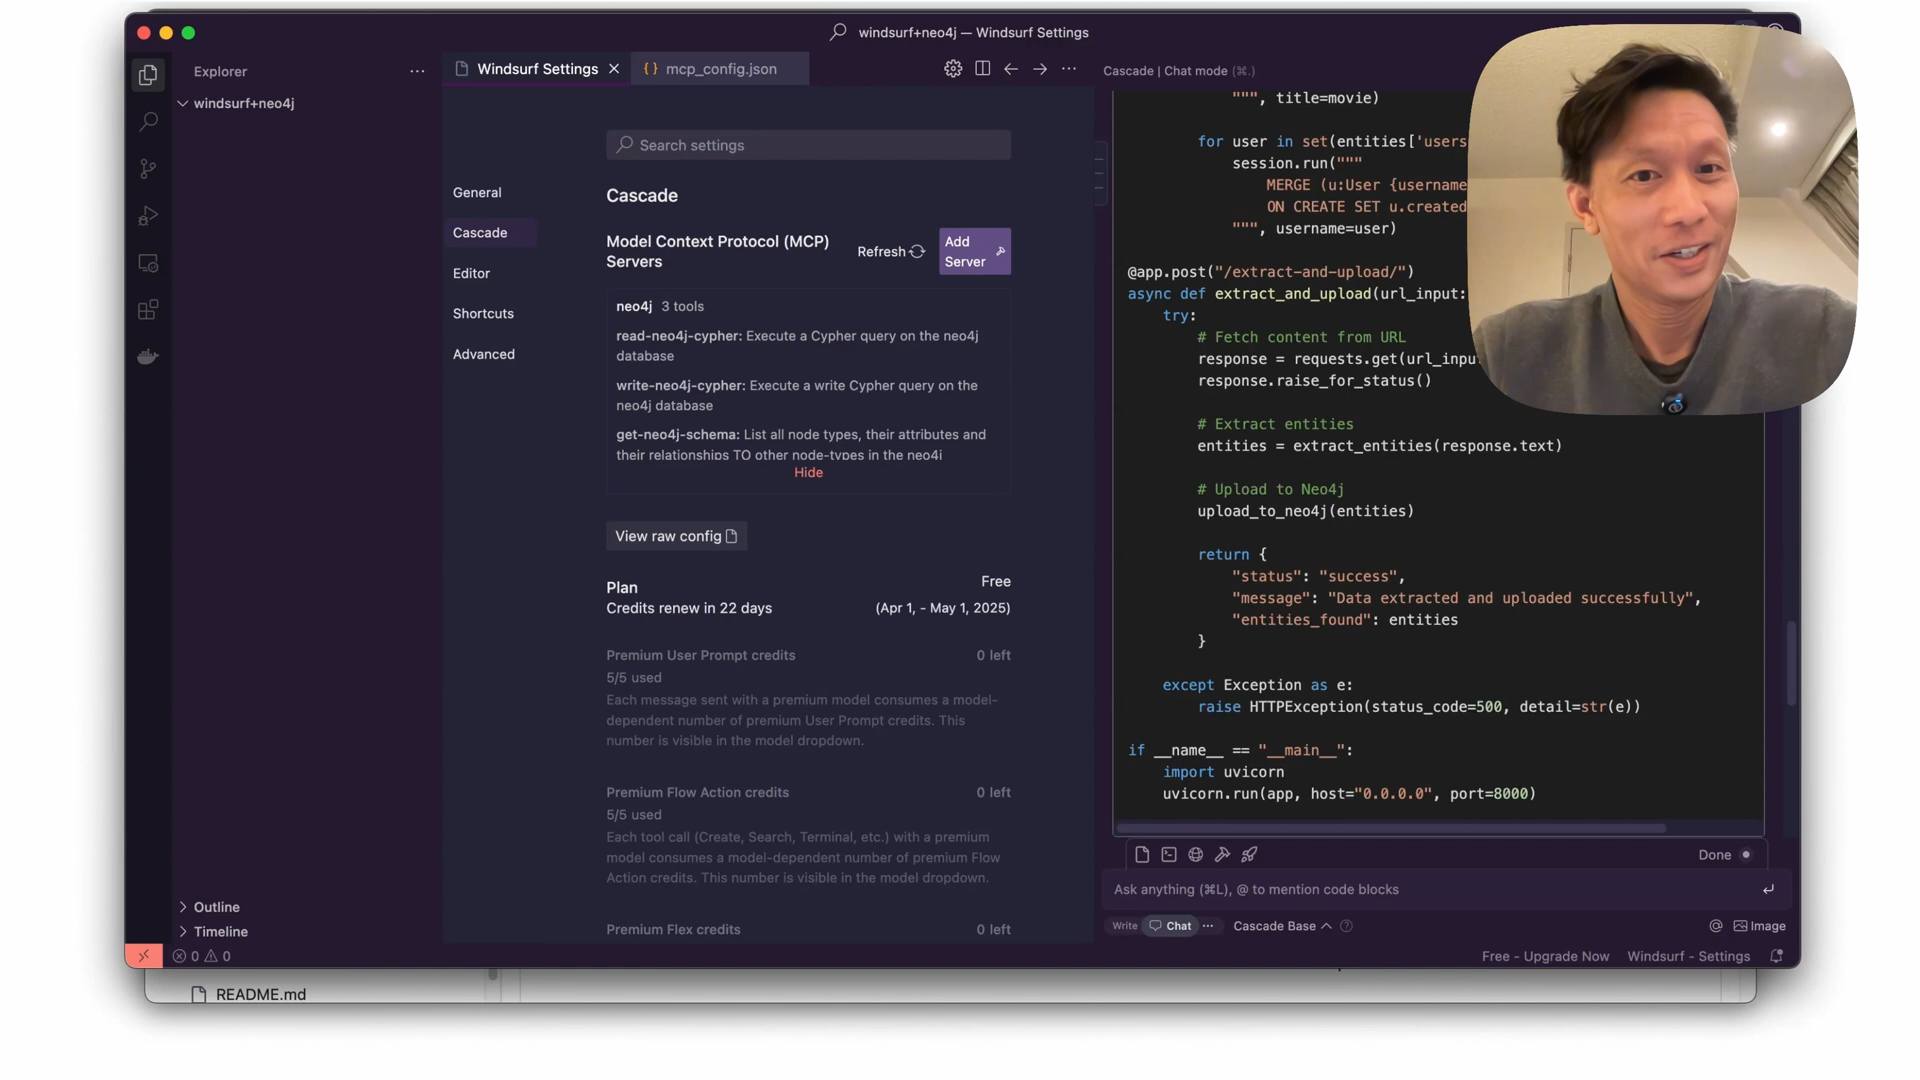 windsurf+neo4j — Windsurf Settings
Explorer
windsurf+neo4j
Outline
Timeline
0 0
README.md
Windsurf Settings
{} mcp_config.json
Search settings
General
Cascade
Editor
Shortcuts
Advanced
Cascade
Model Context Protocol (MCP)
Servers
Refresh
Add
Server
neo4j 3 tools
read-neo4j-cypher: Execute a Cypher query on the neo4j
database
write-neo4j-cypher: Execute a write Cypher query on the
neo4j database
get-neo4j-schema: List all node types, their attributes and
their relationships TO other node-types in the neo4j
Hide
View raw config
Plan
Free
Credits renew in 22 days
(Apr 1, - May 1, 2025)
Premium User Prompt credits
0 left
5/5 used
Each message sent with a premium model consumes a model-
dependent number of premium User Prompt credits. This
number is visible in the model dropdown.
Premium Flow Action credits
0 left
5/5 used
Each tool call (Create, Search, Terminal, etc.) with a premium
model consumes a model-dependent number of premium Flow
Action credits. This number is visible in the model dropdown.
Premium Flex credits
0 left
Cascade | Chat mode (⌘.)
""", title=movie)
for user in set(entities['users
session.run("""
MERGE (u:User {username
ON CREATE SET u.created
""", username=user)
@app.post("/extract-and-upload/")
async def extract_and_upload(url_input:
try:
# Fetch content from URL
response = requests.get(url_inpu
response.raise_for_status()
# Extract entities
entities = extract_entities(response.text)
# Upload to Neo4j
upload_to_neo4j(entities)
return {
"status": "success",
"message": "Data extracted and uploaded successfully",
"entities_found": entities
}
except Exception as e:
raise HTTPException(status_code=500, detail=str(e))
if __name__ == "__main__":
import uvicorn
uvicorn.run(app, host="0.0.0.0", port=8000)
Done
Ask anything (⌘L), @ to mention code blocks
Write Chat ··· Cascade Base
@ Image
Free - Upgrade Now Windsurf - Settings